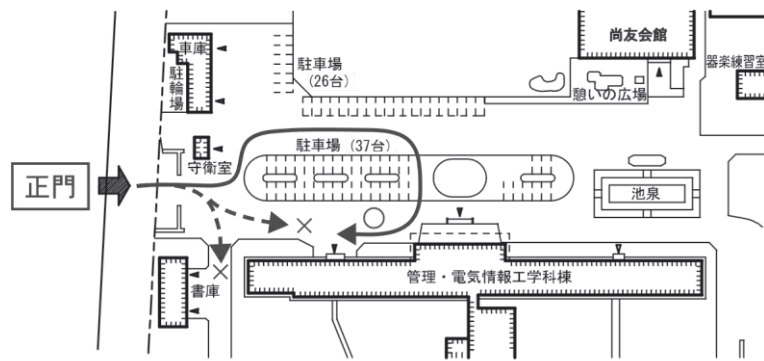 尚友会館
車庫
駐輪場
駐車場
(26台)
器楽練習室
憩いの広場
守衛室
駐車場 (37台)
正門
池泉
管理・電気情報工学科棟
書庫